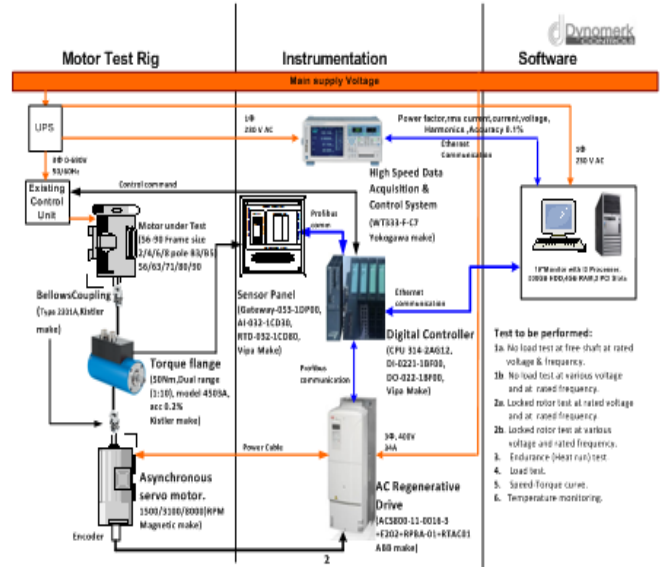 Dynomerk
CONTROLS
Motor Test Rig
Instrumentation
Software
Main supply Voltage
UPS
1Φ
230 V AC
Power factor,rms current,current,voltage,
Harmonics ,Accuracy 0.1%
Ethernet
Communication
230 V AC
50/60Hz
Existing
Control
Unit
Control command
High Speed Data
Acquisition &
Control System
(WT333-F-C7
Yokogawa make)
Motor under Test
(56-90 Frame size
2/4/6/8 pole B3/B5)
56/63/71/80/90
Profibus
comm
19"Monitor with I3 Processor,
BellowsCoupling
(Type 2301A,Kistler
make)
Sensor Panel
(Gateway-053-1DP00,
AI-032-1CD30,
RTD-032-1CD80,
Vipa Make)
Ethernet
communication
Digital Controller
(CPU 314-2AG12,
DI-0221-1BF00,
DO-022-1BF00,
Vipa Make)
Torque flange
(50Nm,Dual range
(1:10), model 4503A,
acc 0.2%
Kistler make)
Profibus
communication
Test to be performed:
1a. No load test at free shaft at rated
voltage & frequency.
1b No load test at various voltage
and at rated frequency.
2a. Locked rotor test at rated voltage
and at rated frequency.
2b. Locked rotor test at various
voltage and rated frequency.
3. Endurance (Heat run) test
4. Load test.
5. Speed-Torque curve.
6. Temperature monitoring.
Power Cable
3Φ, 400V
34A
Asynchronous
servo motor.
1500/3100/8000(RPM
Magnetic make)
AC Regenerative
Drive
(ACS800-11-0016-3
+E202+RPBA-01+RTAC01
ABB make)
Encoder
2